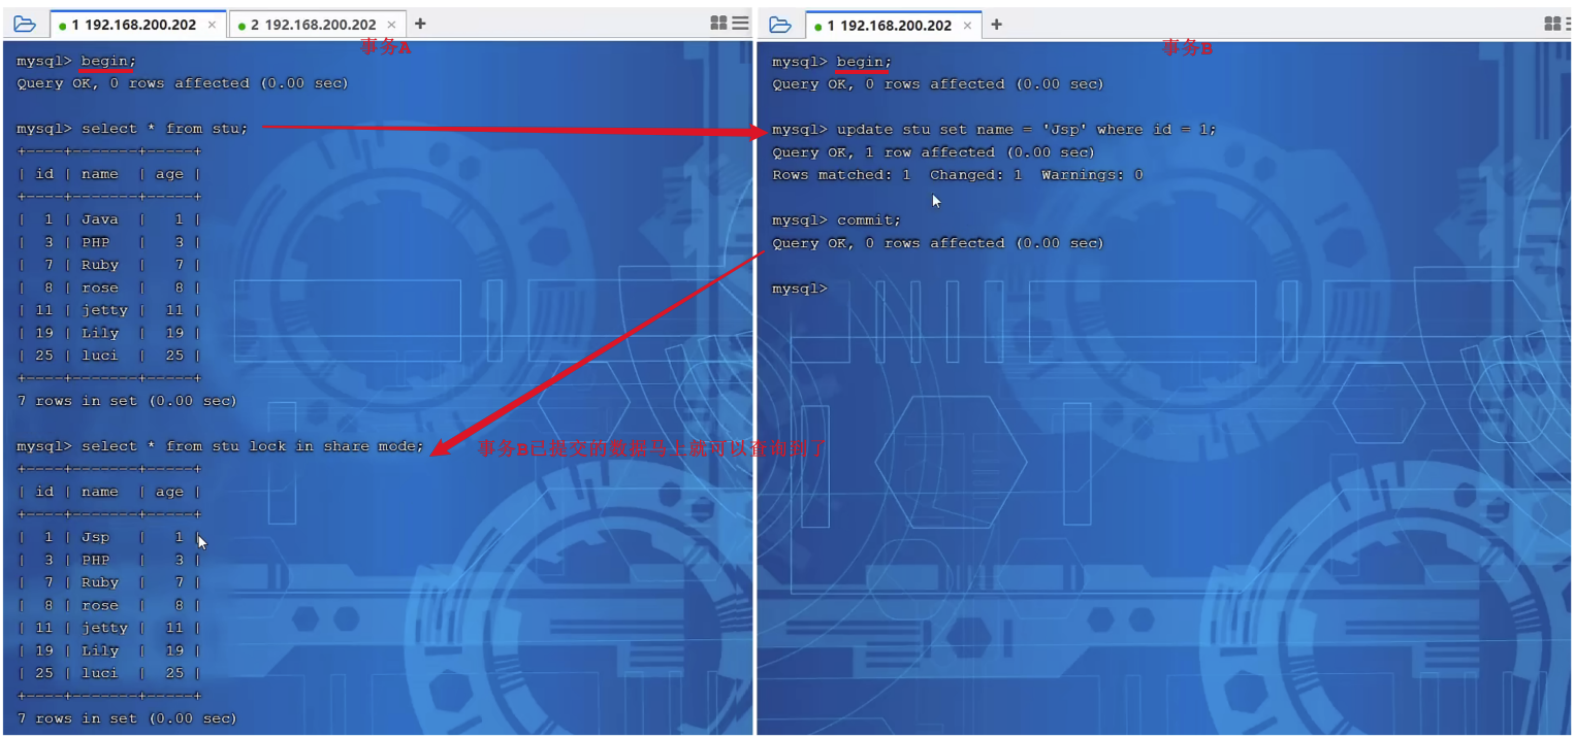 1 192.168.200.202 ×
2 192.168.200.202 × +
事务A
mysql> begin;
Query OK, 0 rows affected (0.00 sec)
mysql> select * from stu;
+----+-------+-----+
| id | name  | age |
+----+-------+-----+
|  1 | Java  |   1 |
|  3 | PHP   |   3 |
|  7 | Ruby  |   7 |
|  8 | rose  |   8 |
| 11 | jetty |  11 |
| 19 | Lily  |  19 |
| 25 | luci  |  25 |
+----+-------+-----+
7 rows in set (0.00 sec)
mysql> select * from stu lock in share mode;
事务B已提交的数据马上就可以查询到了
+----+-------+-----+
| id | name  | age |
+----+-------+-----+
|  1 | Jsp   |   1 |
|  3 | PHP   |   3 |
|  7 | Ruby  |   7 |
|  8 | rose  |   8 |
| 11 | jetty |  11 |
| 19 | Lily  |  19 |
| 25 | luci  |  25 |
+----+-------+-----+
7 rows in set (0.00 sec)
1 192.168.200.202 × +
事务B
mysql> begin;
Query OK, 0 rows affected (0.00 sec)
mysql> update stu set name = 'Jsp' where id = 1;
Query OK, 1 row affected (0.00 sec)
Rows matched: 1  Changed: 1  Warnings: 0
mysql> commit;
Query OK, 0 rows affected (0.00 sec)
mysql>